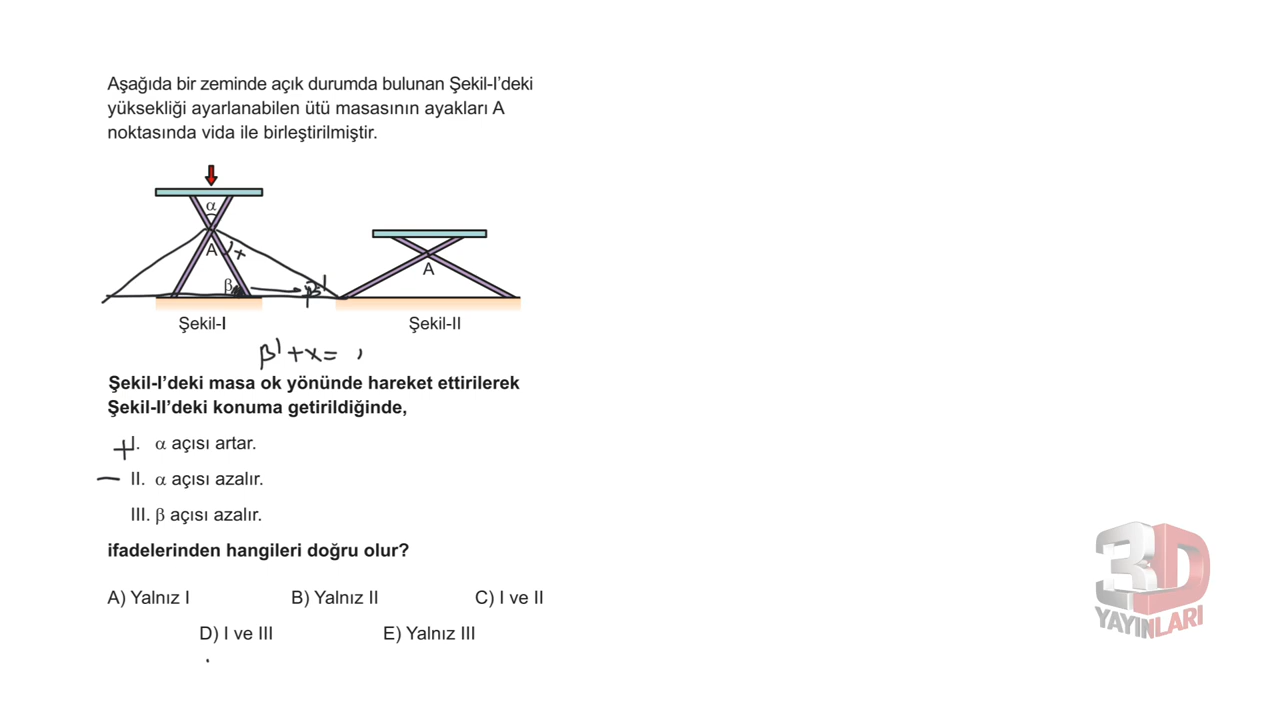 Aşağıda bir zeminde açık durumda bulunan Şekil-I'deki
yüksekliği ayarlanabilen ütü masasının ayakları A
noktasında vida ile birleştirilmiştir.
α
A
x
β
β'
A
Şekil-I
Şekil-II
β' + x =
Şekil-I'deki masa ok yönünde hareket ettirilerek
Şekil-II'deki konuma getirildiğinde,
+ I. α açısı artar.
– II. α açısı azalır.
III. β açısı azalır.
ifadelerinden hangileri doğru olur?
A) Yalnız I B) Yalnız II C) I ve II
D) I ve III E) Yalnız III
3D
YAYINLARI